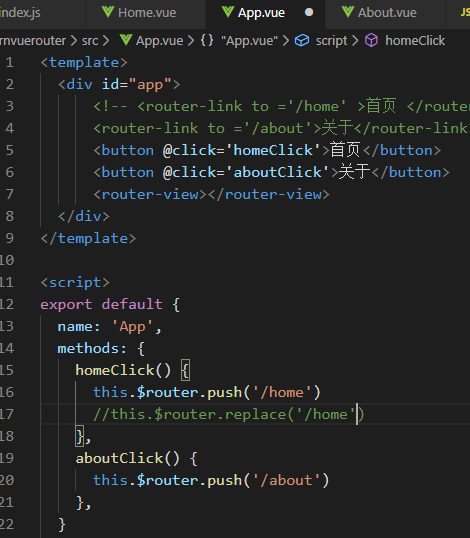 index.js Home.vue App.vue About.vue JS
rnvuerouter > src > App.vue > {} "App.vue" > script > homeClick
1 <template>
2 <div id="app">
3 <!-- <router-link to ='/home' >首页 </router
4 <router-link to ='/about'>关于</router-link
5 <button @click='homeClick'>首页</button>
6 <button @click='aboutClick'>关于</button>
7 <router-view></router-view>
8 </div>
9 </template>
10
11 <script>
12 export default {
13 name: 'App',
14 methods: {
15 homeClick() {
16 this.$router.push('/home')
17 //this.$router.replace('/home')
18 },
19 aboutClick() {
20 this.$router.push('/about')
21 },
22 }